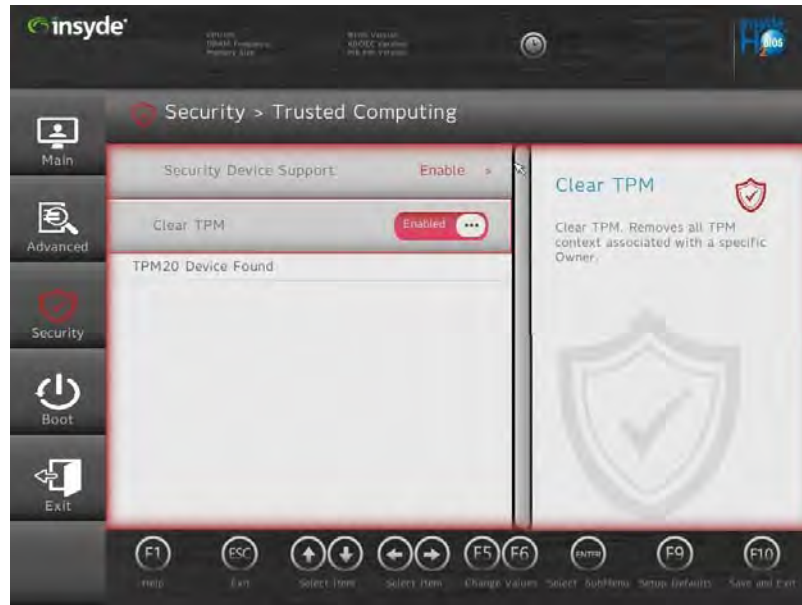 insyde
H2BIOS
Security > Trusted Computing
Main
Security Device Support
Enable >
Clear TPM
Enabled ...
TPM20 Device Found
Clear TPM
Clear TPM. Removes all TPM
context associated with a specific
Owner.
Advanced
Security
Boot
Exit
F1
ESC
F5
F6
ENTER
F9
F10
Help
Exit
Select Item
Select Item
Change Values
Select SubMenu
Setup Defaults
Save and Exit